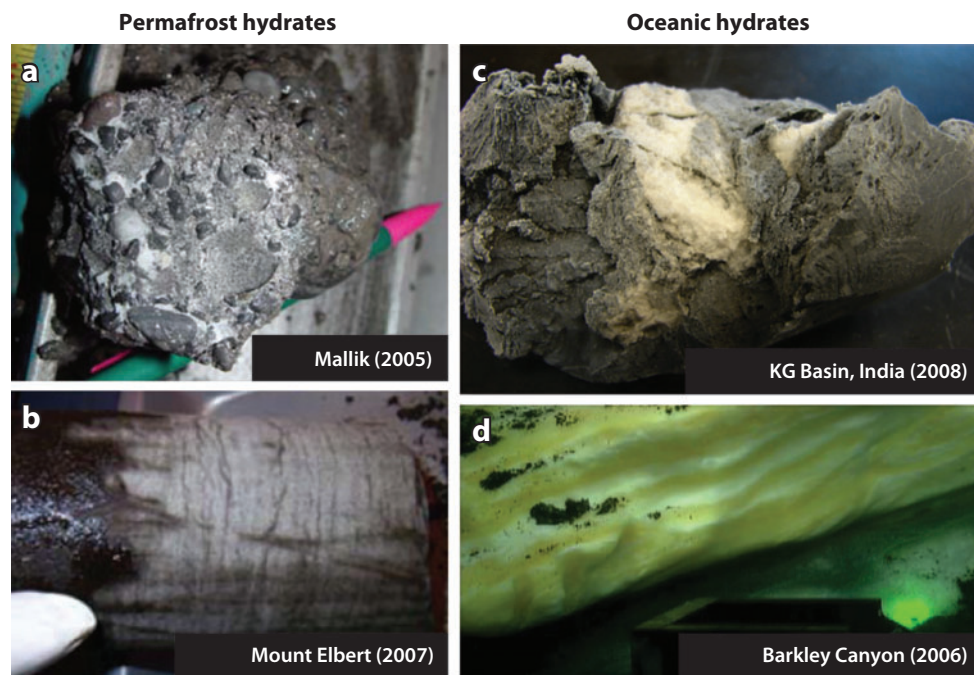 Permafrost hydrates
Oceanic hydrates
a
Mallik (2005)
b
Mount Elbert (2007)
c
KG Basin, India (2008)
d
Barkley Canyon (2006)